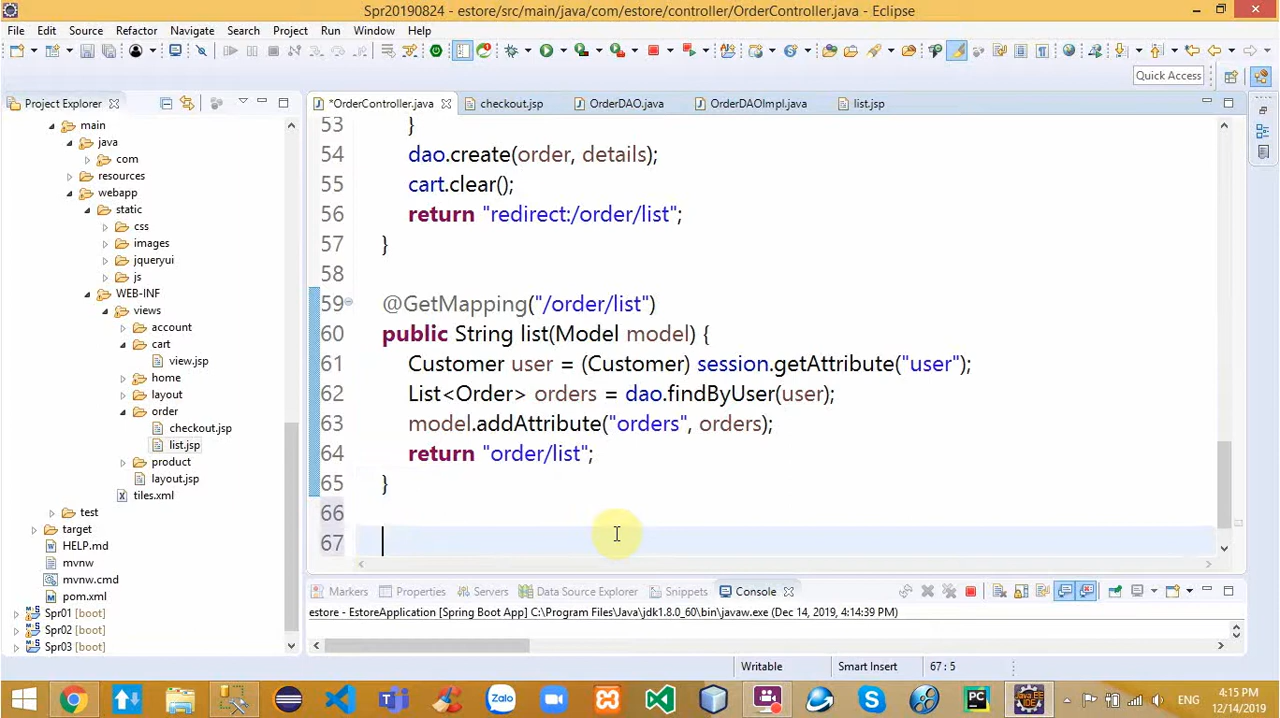 Spr20190824 - estore/src/main/java/com/estore/controller/OrderController.java - Eclipse
File Edit Source Refactor Navigate Search Project Run Window Help
Quick Access
Project Explorer
*OrderController.java checkout.jsp OrderDAO.java OrderDAOImpl.java list.jsp
main
java
com
resources
webapp
static
css
images
jqueryui
js
WEB-INF
views
account
cart
view.jsp
home
layout
order
checkout.jsp
list.jsp
product
layout.jsp
tiles.xml
test
target
HELP.md
mvnw
mvnw.cmd
pom.xml
Spr01 [boot]
Spr02 [boot]
Spr03 [boot]
53 }
54 dao.create(order, details);
55 cart.clear();
56 return "redirect:/order/list";
57 }
58
59 @GetMapping("/order/list")
60 public String list(Model model) {
61 Customer user = (Customer) session.getAttribute("user");
62 List<Order> orders = dao.findByUser(user);
63 model.addAttribute("orders", orders);
64 return "order/list";
65 }
66
67
Markers Properties Servers Data Source Explorer Snippets Console
estore - EstoreApplication [Spring Boot App] C:\Program Files\Java\jdk1.8.0_60\bin\javaw.exe (Dec 14, 2019, 4:14:39 PM)
Writable Smart Insert 67 : 5
Zalo
PC
ENG
4:15 PM
12/14/2019